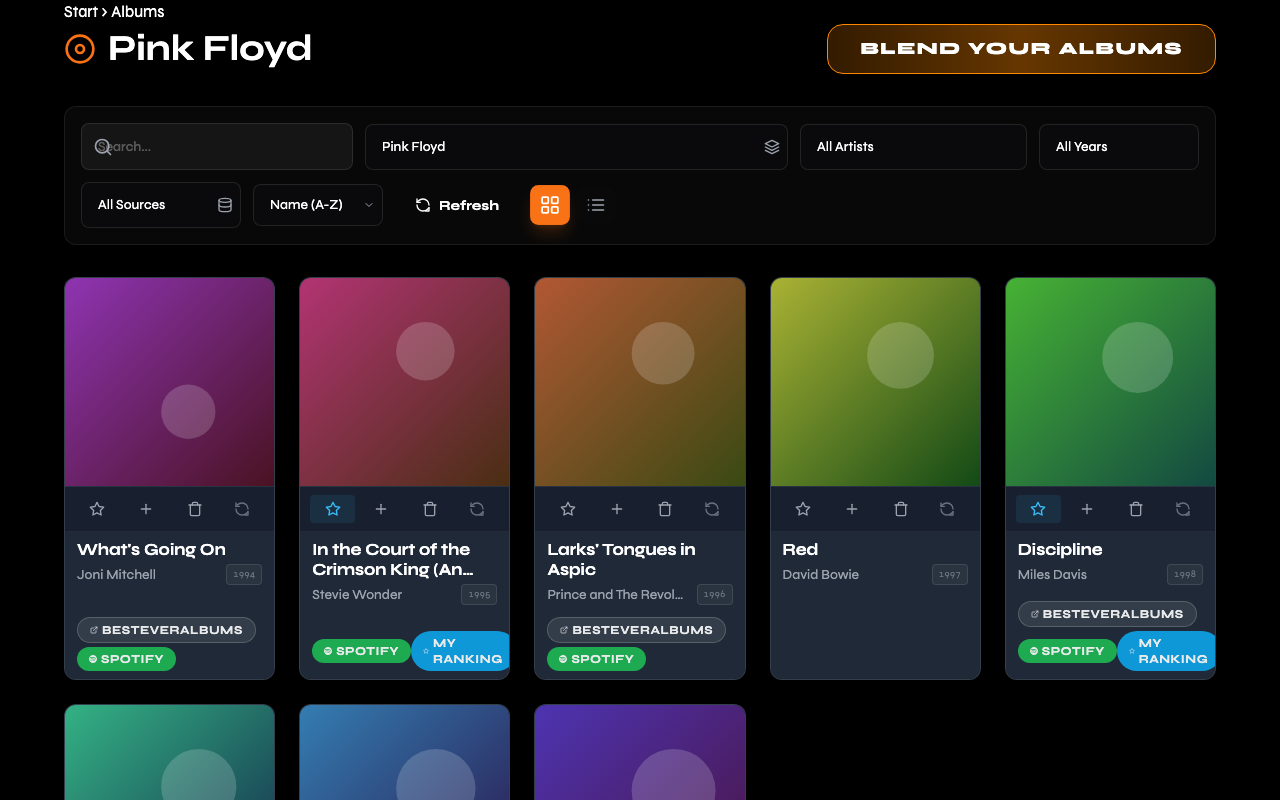 Start › Albums
Pink Floyd
BLEND YOUR ALBUMS
Search...
Pink Floyd
All Artists
All Years
All Sources
Name (A-Z)
Refresh
What's Going On
Joni Mitchell
1994
BESTEVERALBUMS
SPOTIFY
In the Court of the
Crimson King (An...
Stevie Wonder
1995
SPOTIFY
MY
RANKING
Larks' Tongues in
Aspic
Prince and The Revol...
1996
BESTEVERALBUMS
SPOTIFY
Red
David Bowie
1997
Discipline
Miles Davis
1998
BESTEVERALBUMS
SPOTIFY
MY
RANKING